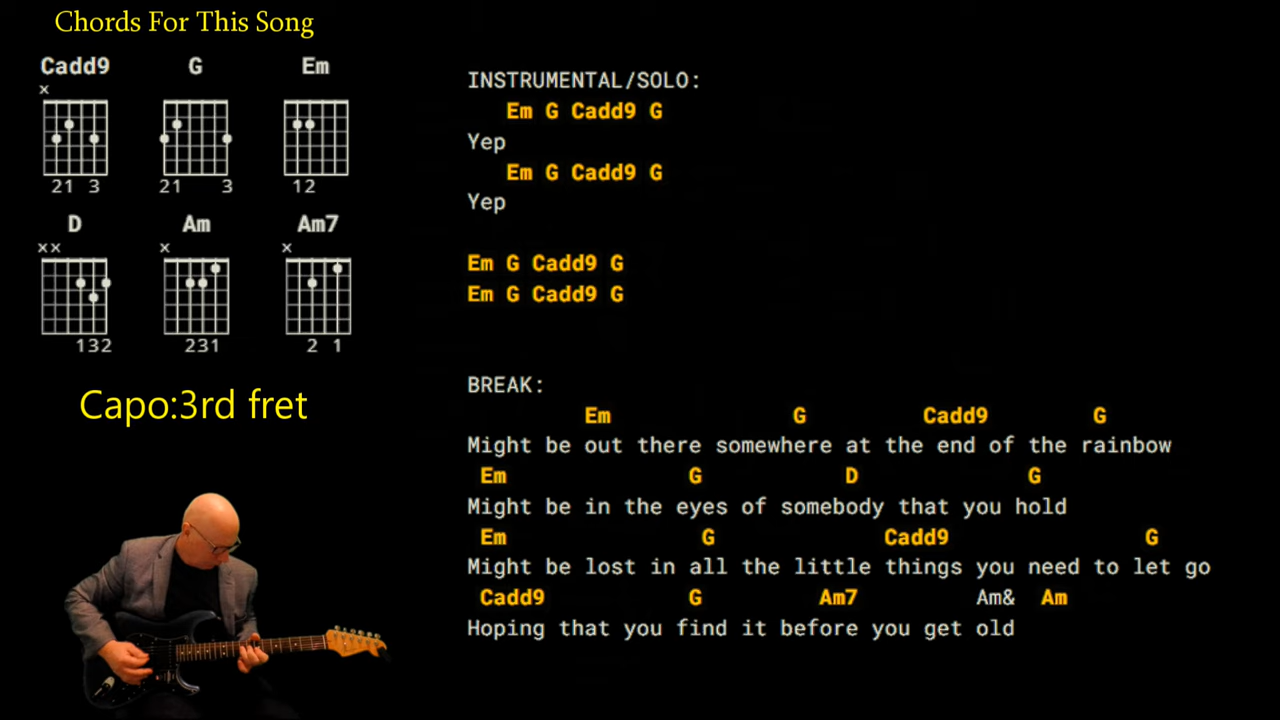 Chords For This Song
Cadd9 G Em
x
21 3 21 3 12
D Am Am7
xx x x
132 231 2 1
Capo:3rd fret
INSTRUMENTAL/SOLO:
Em G Cadd9 G
Yep
Em G Cadd9 G
Yep
Em G Cadd9 G
Em G Cadd9 G
BREAK:
Em G Cadd9 G
Might be out there somewhere at the end of the rainbow
Em G D G
Might be in the eyes of somebody that you hold
Em G Cadd9 G
Might be lost in all the little things you need to let go
Cadd9 G Am7 Am& Am
Hoping that you find it before you get old